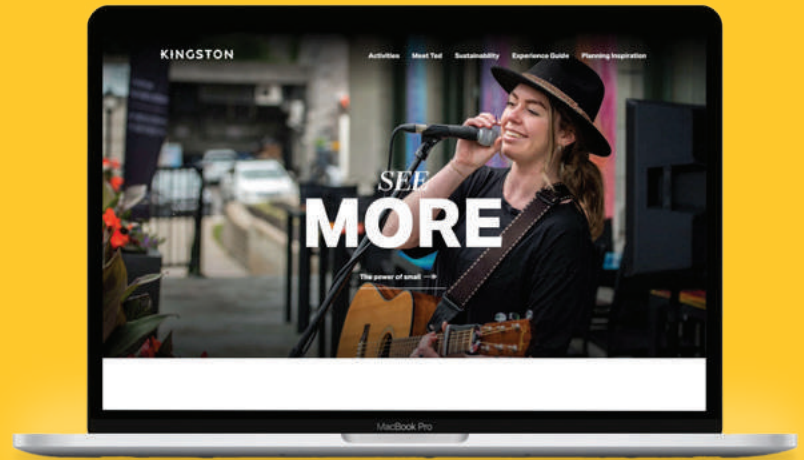 KINGSTON
Activities Meet Ted Sustainability Experience Guide Planning Inspiration
SEE
MORE
The power of small →
MacBook Pro